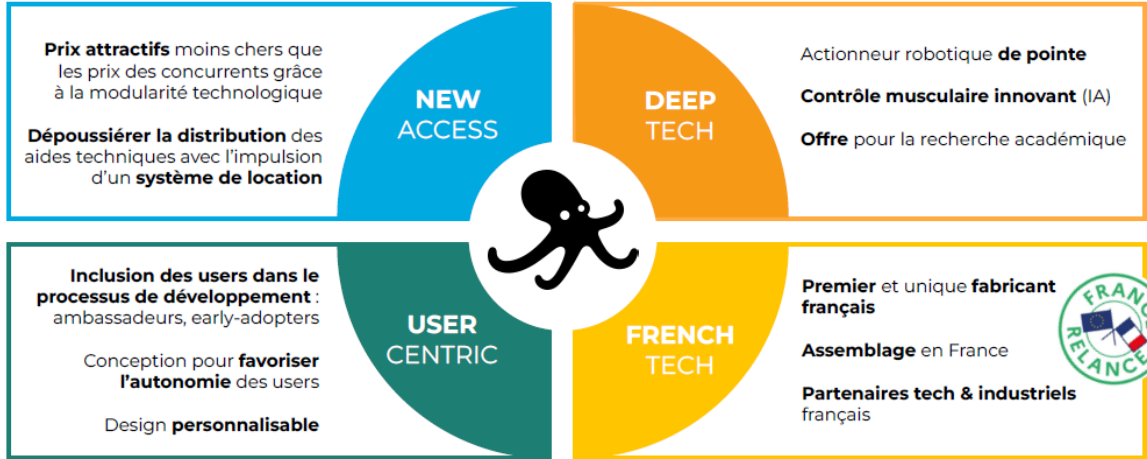 Prix attractifs moins chers que
les prix des concurrents grâce
à la modularité technologique
Dépoussiérer la distribution des
aides techniques avec l'impulsion
d'un système de location
NEW
ACCESS
DEEP
TECH
Actionneur robotique de pointe
Contrôle musculaire innovant (IA)
Offre pour la recherche académique
Inclusion des users dans le
processus de développement :
ambassadeurs, early-adopters
Conception pour favoriser
l'autonomie des users
Design personnalisable
USER
CENTRIC
FRENCH
TECH
Premier et unique fabricant
français
Assemblage en France
Partenaires tech & industriels
français
RELANCE